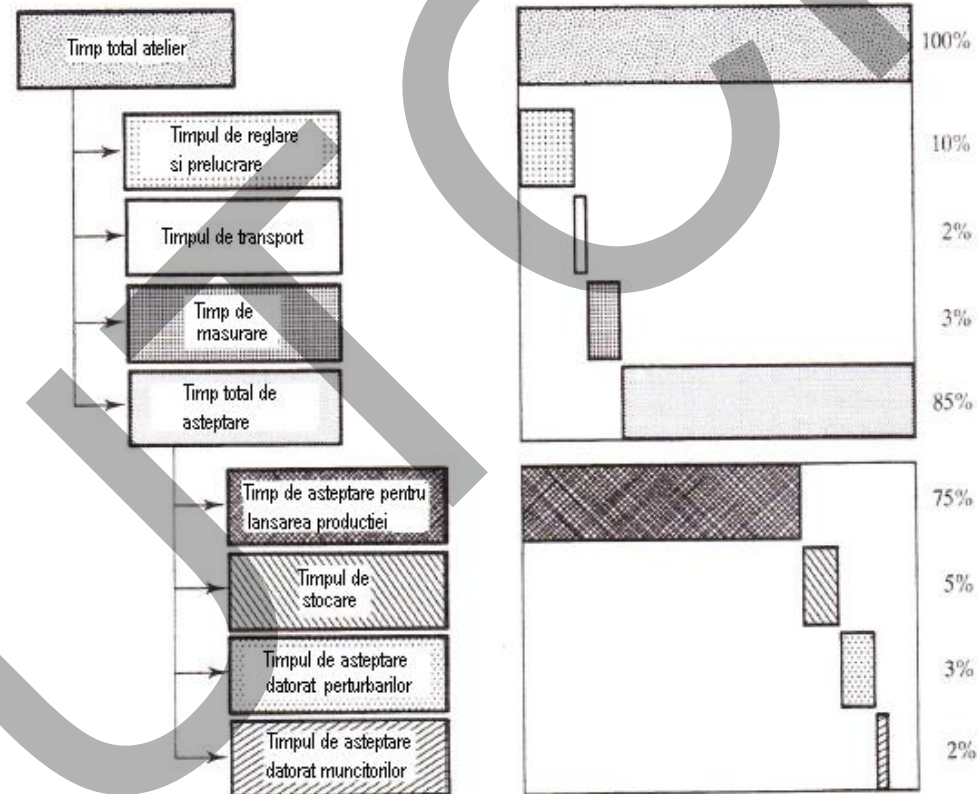 Timp total atelier
100%
Timpul de reglare
si prelucrare
10%
Timpul de transport
2%
Timp de
masurare
3%
Timp total de
asteptare
85%
Timp de asteptare pentru
lansarea productiei
75%
Timpul de
stocare
5%
Timpul de asteptare
datorat perturbarilor
3%
Timpul de asteptare
datorat muncitorilor
2%